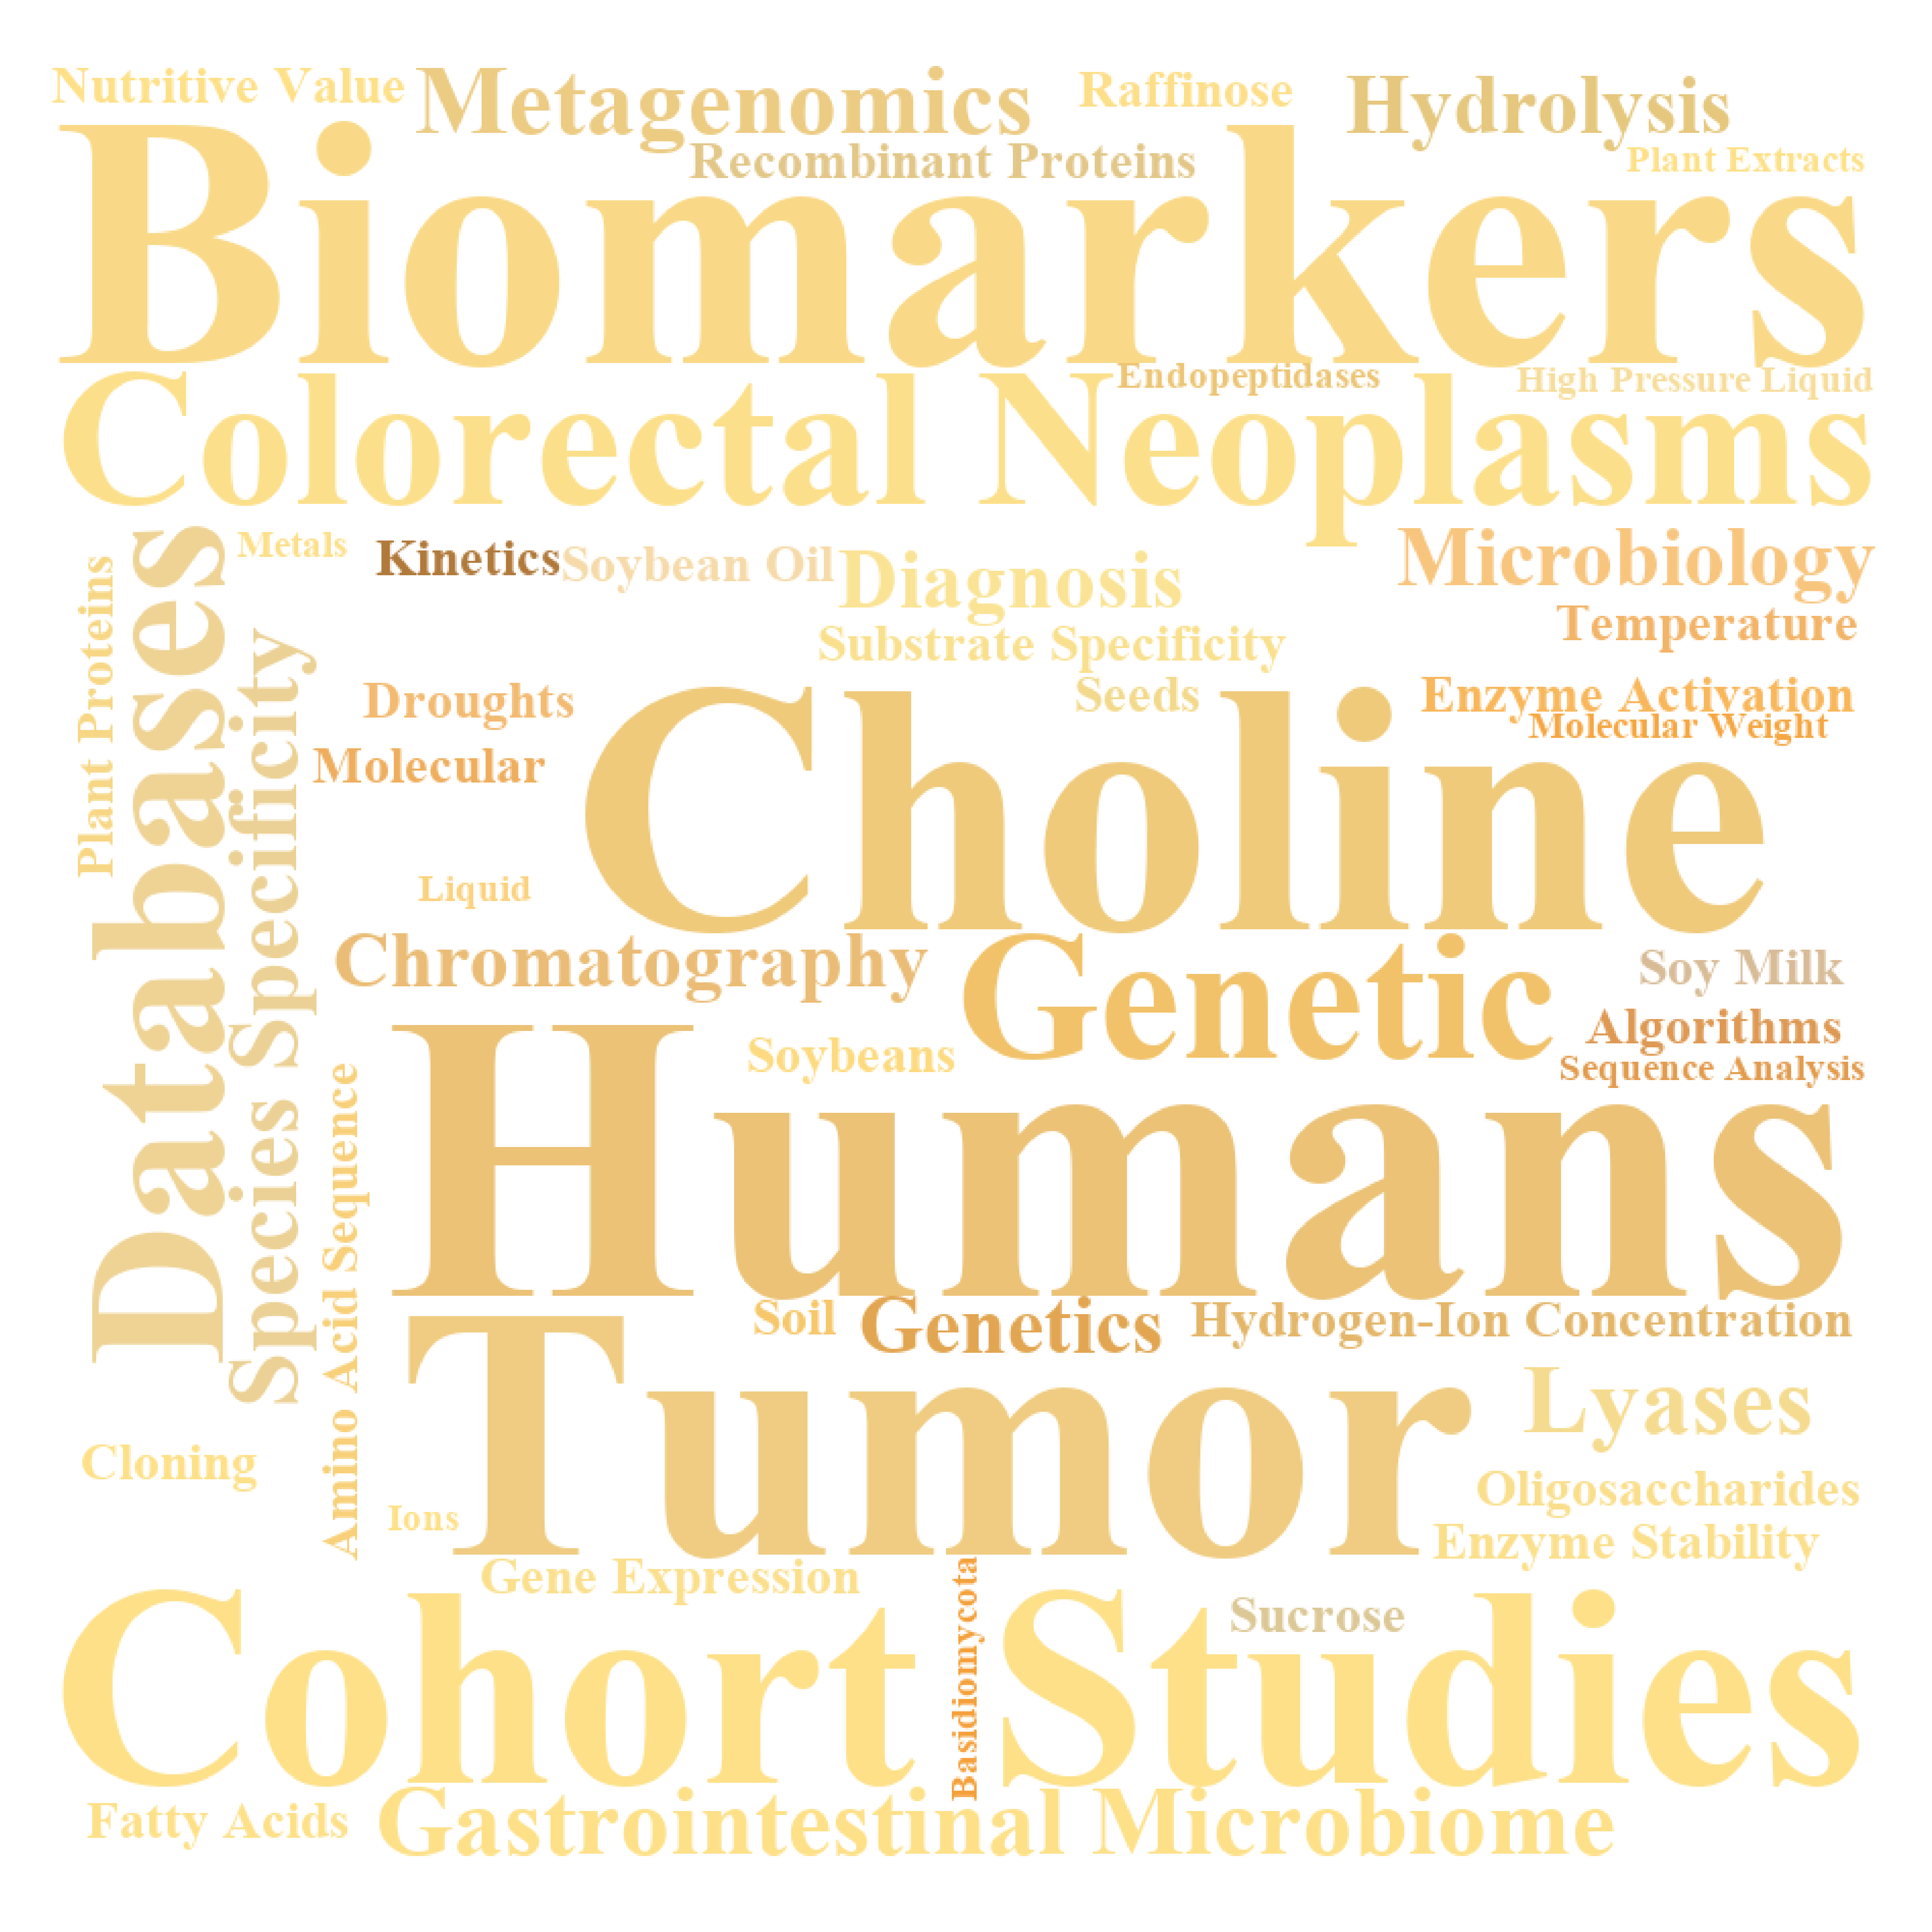 Nutritive Value
Metagenomics
Raffinose
Hydrolysis
Recombinant Proteins
Plant Extracts
Biomarkers
Endopeptidases
High Pressure Liquid
Colorectal Neoplasms
Databases
Metals
Kinetics
Soybean Oil
Diagnosis
Microbiology
Plant Proteins
Species Specificity
Substrate Specificity
Temperature
Droughts
Seeds
Enzyme Activation
Molecular Weight
Molecular
Choline
Liquid
Chromatography
Genetic
Soy Milk
Algorithms
Soybeans
Sequence Analysis
Amino Acid Sequence
Humans
Soil
Genetics
Hydrogen-Ion Concentration
Tumor
Lyases
Cloning
Oligosaccharides
Ions
Enzyme Stability
Gene Expression
Basidiomycota
Sucrose
Cohort Studies
Fatty Acids
Gastrointestinal Microbiome